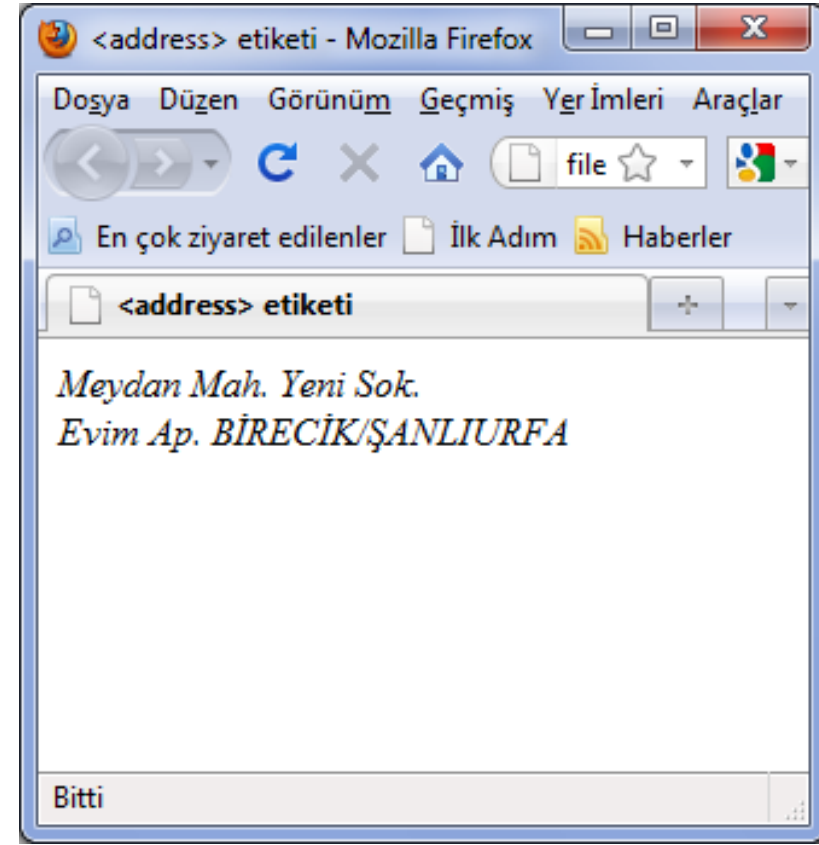 <address> etiketi - Mozilla Firefox
Dosya Düzen Görünüm Geçmiş Yer İmleri Araçlar
file
En çok ziyaret edilenler İlk Adım Haberler
<address> etiketi
Meydan Mah. Yeni Sok.
Evim Ap. BİRECİK/ŞANLIURFA
Bitti